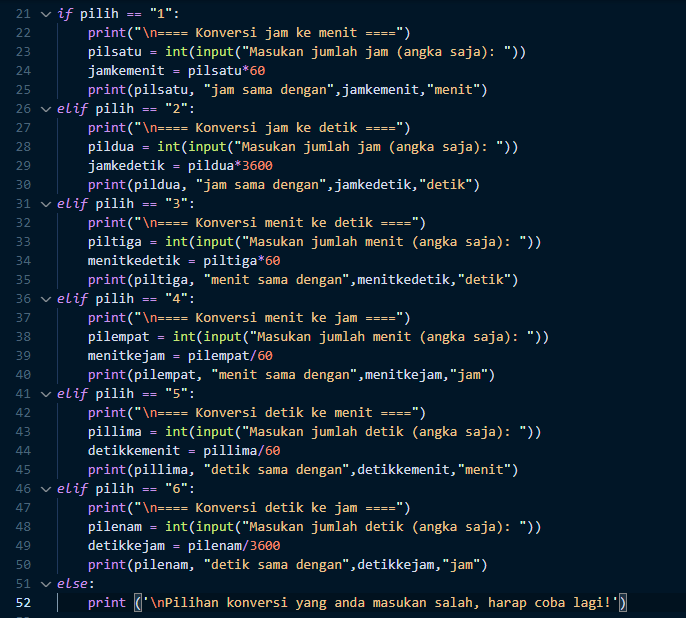 21 if pilih == "1":
22 print("\n==== Konversi jam ke menit ====")
23 pilsatu = int(input("Masukan jumlah jam (angka saja): "))
24 jamkemenit = pilsatu*60
25 print(pilsatu, "jam sama dengan",jamkemenit,"menit")
26 elif pilih == "2":
27 print("\n==== Konversi jam ke detik ====")
28 pildua = int(input("Masukan jumlah jam (angka saja): "))
29 jamkedetik = pildua*3600
30 print(pildua, "jam sama dengan",jamkedetik,"detik")
31 elif pilih == "3":
32 print("\n==== Konversi menit ke detik ====")
33 piltiga = int(input("Masukan jumlah menit (angka saja): "))
34 menitkedetik = piltiga*60
35 print(piltiga, "menit sama dengan",menitkedetik,"detik")
36 elif pilih == "4":
37 print("\n==== Konversi menit ke jam ====")
38 pilempat = int(input("Masukan jumlah menit (angka saja): "))
39 menitkejam = pilempat/60
40 print(pilempat, "menit sama dengan",menitkejam,"jam")
41 elif pilih == "5":
42 print("\n==== Konversi detik ke menit ====")
43 pillima = int(input("Masukan jumlah detik (angka saja): "))
44 detikkemenit = pillima/60
45 print(pillima, "detik sama dengan",detikkemenit,"menit")
46 elif pilih == "6":
47 print("\n==== Konversi detik ke jam ====")
48 pilenam = int(input("Masukan jumlah detik (angka saja): "))
49 detikkejam = pilenam/3600
50 print(pilenam, "detik sama dengan",detikkejam,"jam")
51 else:
52 print ('\nPilihan konversi yang anda masukan salah, harap coba lagi!')